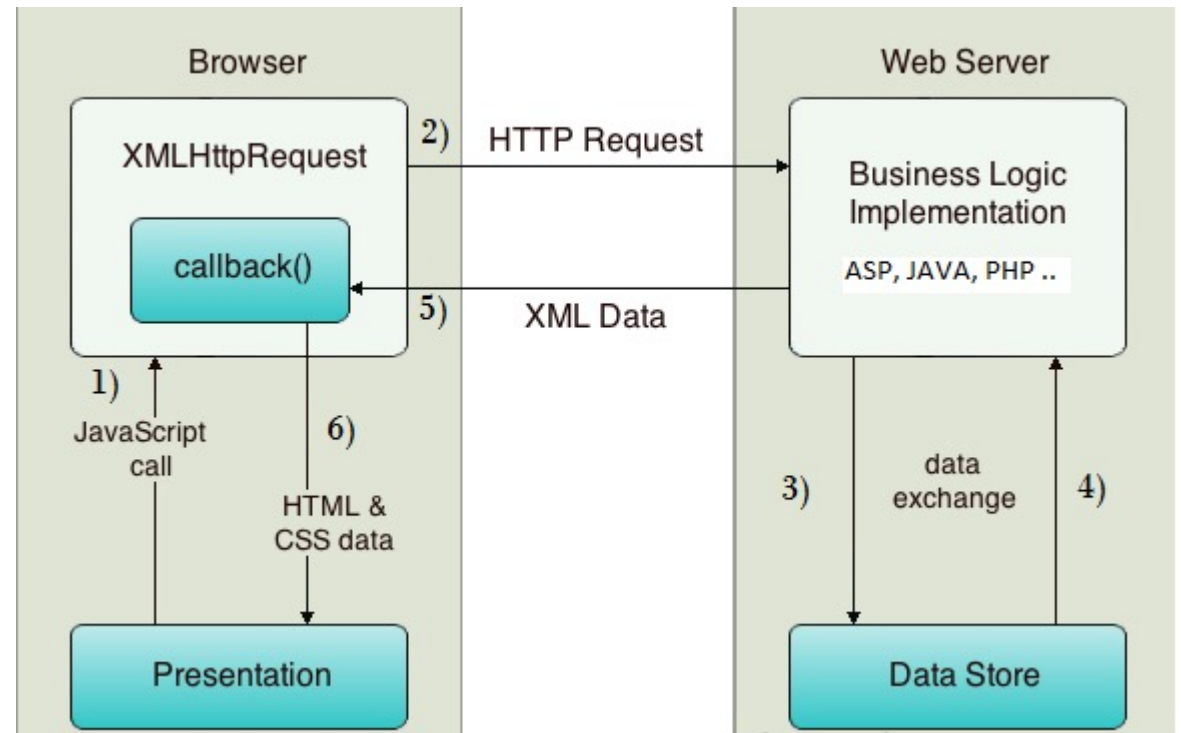 Browser
Web Server
XMLHttpRequest
2)
HTTP Request
Business Logic
Implementation
callback()
ASP, JAVA, PHP ..
5)
XML Data
1)
JavaScript
call
6)
HTML &
CSS data
3)
data
exchange
4)
Presentation
Data Store